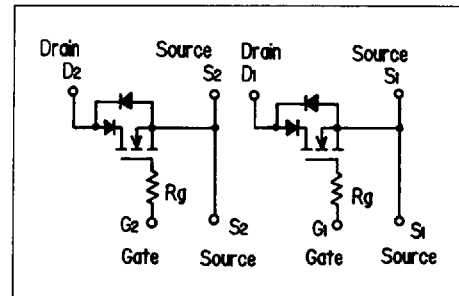 Drain Source Drain Source
D2 S2 D1 S1
Rg Rg
G2 S2 G1 S1
Gate Source Gate Source